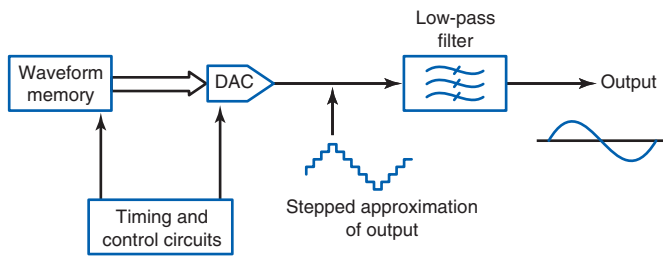 Low-pass
filter
Waveform
memory
DAC
Output
Timing and
control circuits
Stepped approximation
of output